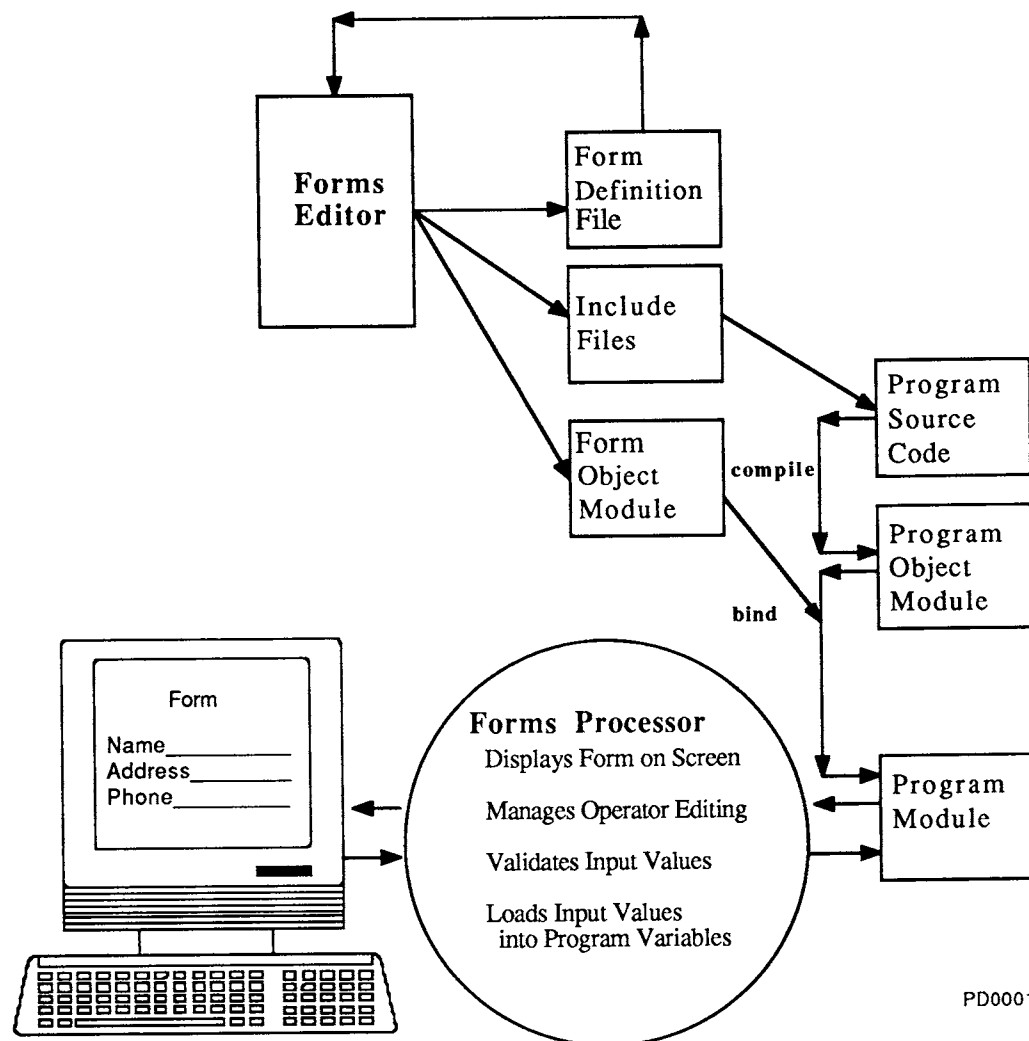 Forms
Editor
Form
Definition
File
Include
Files
Form
Object
Module
Program
Source
Code
compile
Program
Object
Module
bind
Program
Module
Form
Name
Address
Phone
Forms Processor
Displays Form on Screen
Manages Operator Editing
Validates Input Values
Loads Input Values
into Program Variables
PD0001